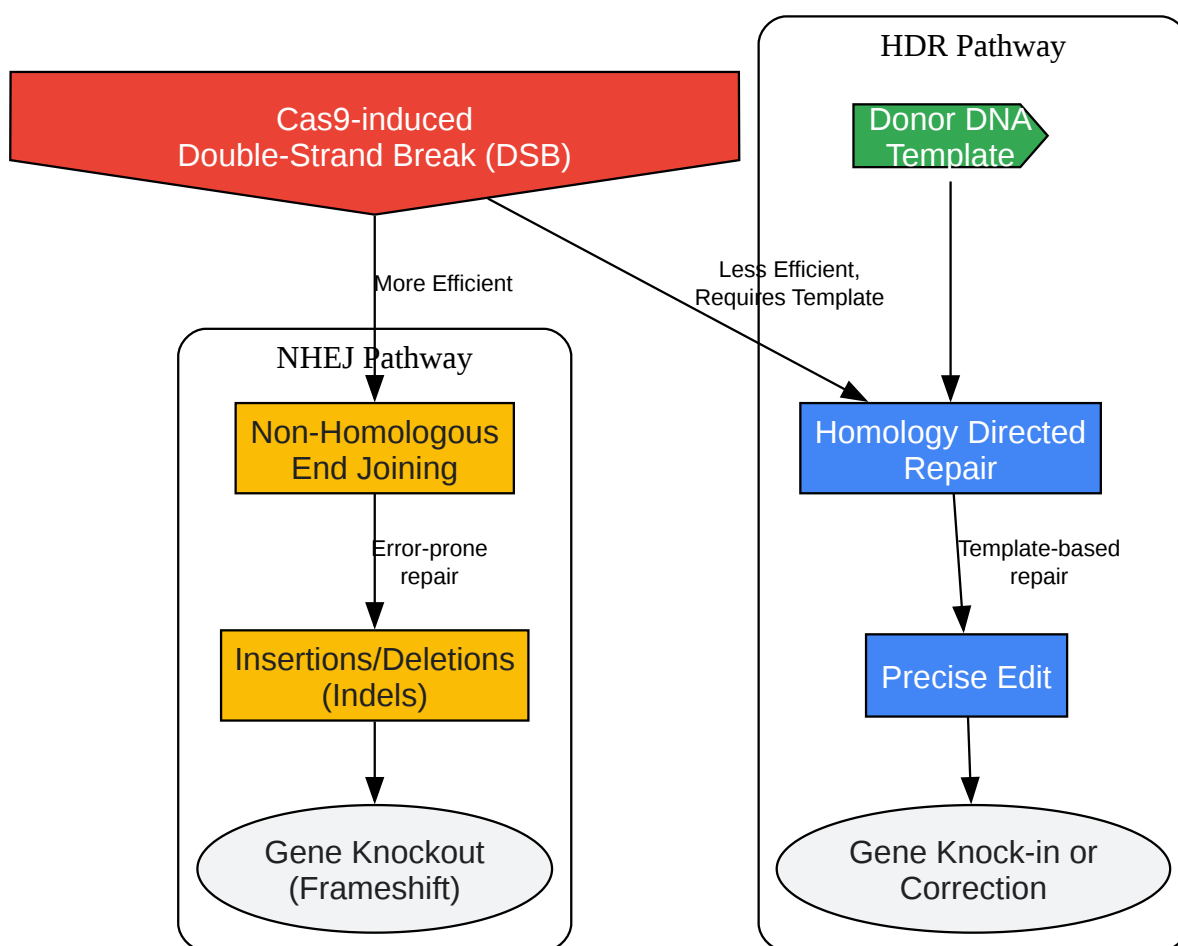 HDR Pathway
Cas9-induced
Double-Strand Break (DSB)
Donor DNA
Template
More Efficient
Less Efficient,
Requires Template
NHEJ Pathway
Non-Homologous
End Joining
Homology Directed
Repair
Error-prone
repair
Template-based
repair
Insertions/Deletions
(Indels)
Precise Edit
Gene Knockout
(Frameshift)
Gene Knock-in or
Correction